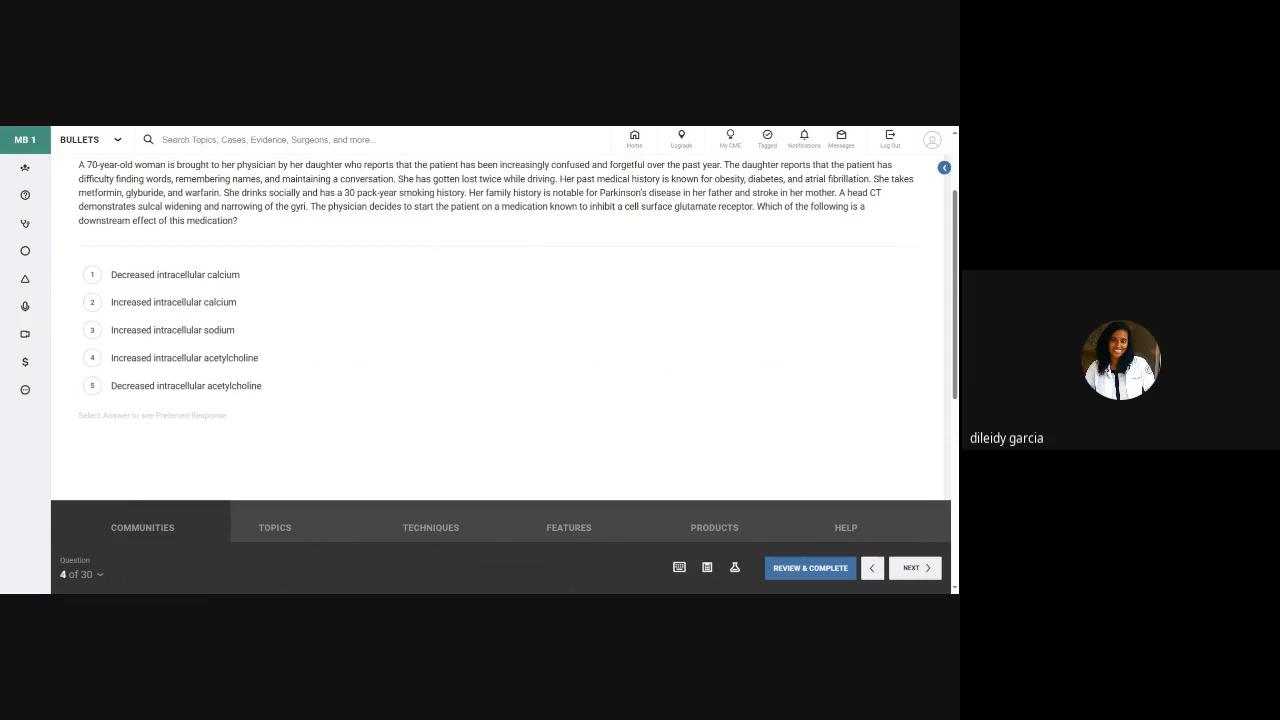 MB 1
BULLETS
Search Topics, Cases, Evidence, Surgeons, and more...
Home
Upgrade
My CME
Tagged
Notifications
Messages
Log Out
A 70-year-old woman is brought to her physician by her daughter who reports that the patient has been increasingly confused and forgetful over the past year. The daughter reports that the patient has
difficulty finding words, remembering names, and maintaining a conversation. She has gotten lost twice while driving. Her past medical history is known for obesity, diabetes, and atrial fibrillation. She takes
metformin, glyburide, and warfarin. She drinks socially and has a 30 pack-year smoking history. Her family history is notable for Parkinson's disease in her father and stroke in her mother. A head CT
demonstrates sulcal widening and narrowing of the gyri. The physician decides to start the patient on a medication known to inhibit a cell surface glutamate receptor. Which of the following is a
downstream effect of this medication?
1 Decreased intracellular calcium
2 Increased intracellular calcium
3 Increased intracellular sodium
4 Increased intracellular acetylcholine
5 Decreased intracellular acetylcholine
Select Answer to see Preferred Response
dileidy garcia
COMMUNITIES
TOPICS
TECHNIQUES
FEATURES
PRODUCTS
HELP
Question
4 of 30
REVIEW & COMPLETE
NEXT